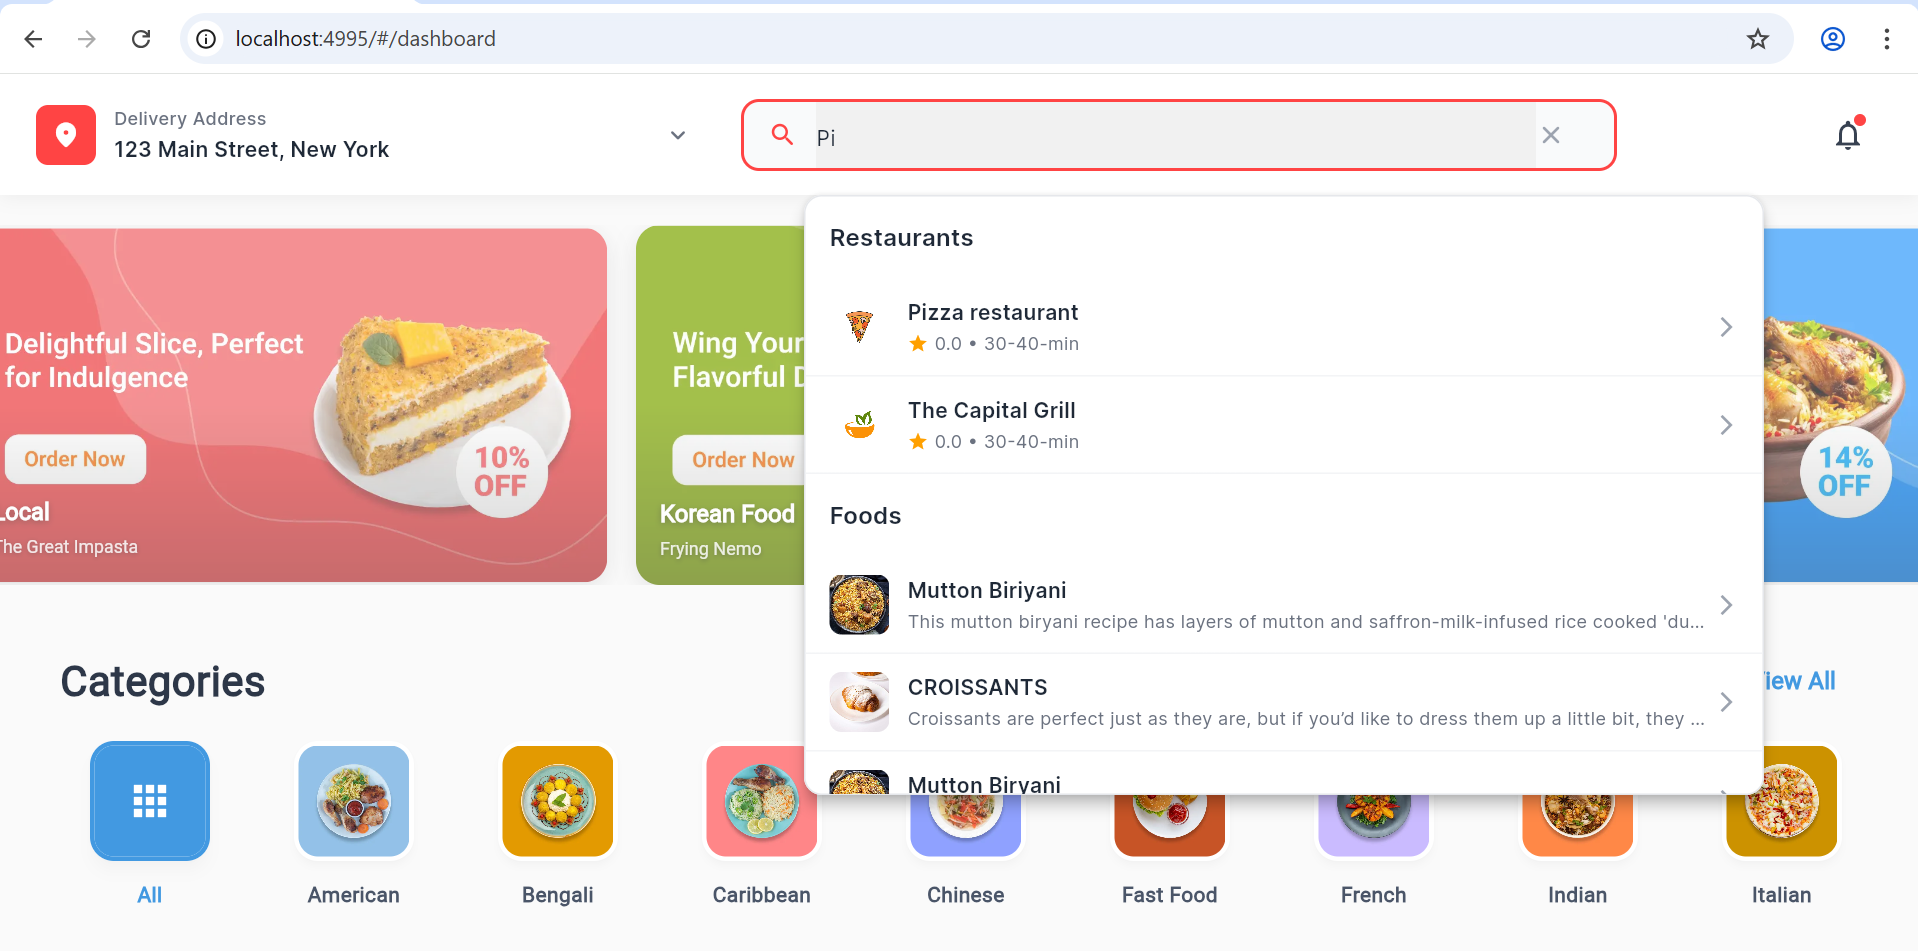 localhost:4995/#/dashboard
Delivery Address
123 Main Street, New York
Pi
Restaurants
Pizza restaurant
0.0 • 30-40-min
The Capital Grill
0.0 • 30-40-min
Foods
Mutton Biriyani
This mutton biryani recipe has layers of mutton and saffron-milk-infused rice cooked 'du...
CROISSANTS
Croissants are perfect just as they are, but if you’d like to dress them up a little bit, they ...
Mutton Biryani
Delightful Slice, Perfect
for Indulgence
Order Now
10%
OFF
Local
The Great Impasta
Wing Your
Flavorful D
Order Now
Korean Food
Frying Nemo
14%
OFF
Categories
View All
All
American
Bengali
Caribbean
Chinese
Fast Food
French
Indian
Italian